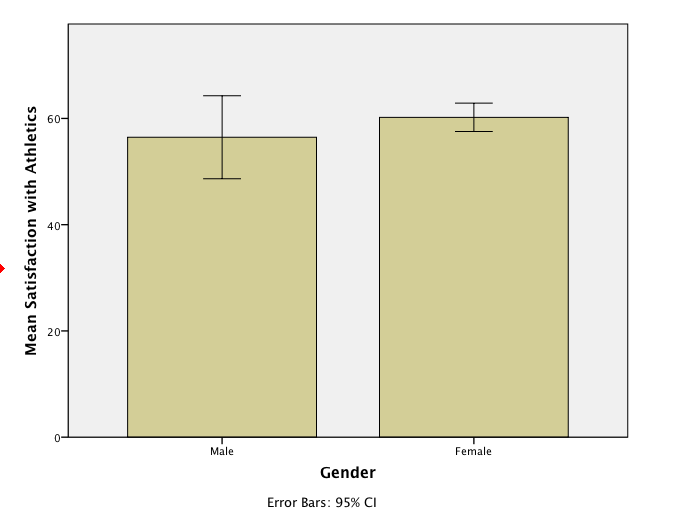 Mean Satisfaction with Athletics
60
40
20
0
Male
Female
Gender
Error Bars: 95% CI